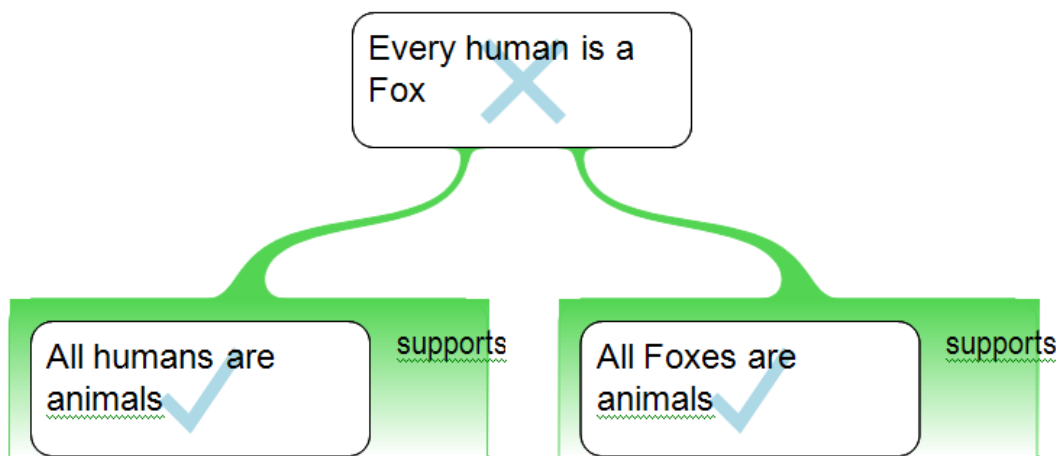 Every human is a
Fox
All humans are
animals
supports
All Foxes are
animals
supports